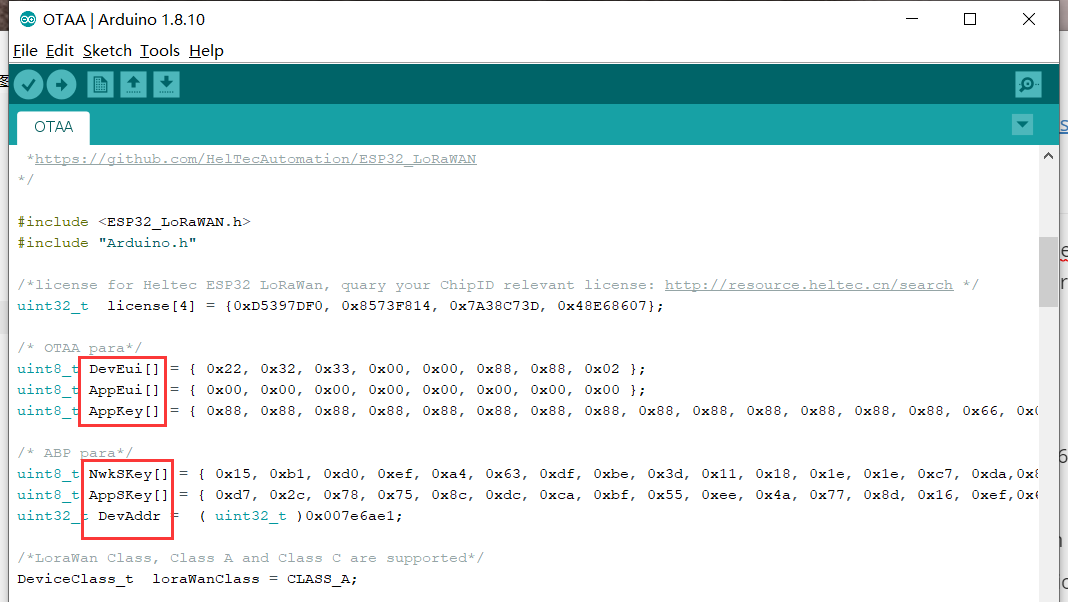 OTAA | Arduino 1.8.10
File Edit Sketch Tools Help
OTAA
*https://github.com/HelTecAutomation/ESP32_LoRaWAN
*/
#include <ESP32_LoRaWAN.h>
#include "Arduino.h"
/*license for Heltec ESP32 LoRaWan, quary your ChipID relevant license: http://resource.heltec.cn/search */
uint32_t license[4] = {0xD5397DF0, 0x8573F814, 0x7A38C73D, 0x48E68607};
/* OTAA para*/
uint8_t DevEui[] = { 0x22, 0x32, 0x33, 0x00, 0x00, 0x88, 0x88, 0x02 };
uint8_t AppEui[] = { 0x00, 0x00, 0x00, 0x00, 0x00, 0x00, 0x00, 0x00 };
uint8_t AppKey[] = { 0x88, 0x88, 0x88, 0x88, 0x88, 0x88, 0x88, 0x88, 0x88, 0x88, 0x88, 0x88, 0x88, 0x88, 0x66,
/* ABP para*/
uint8_t NwkSKey[] = { 0x15, 0xb1, 0xd0, 0xef, 0xa4, 0x63, 0xdf, 0xbe, 0x3d, 0x11, 0x18, 0x1e, 0x1e, 0xc7, 0xda,
uint8_t AppSKey[] = { 0xd7, 0x2c, 0x78, 0x75, 0x8c, 0xdc, 0xca, 0xbf, 0x55, 0xee, 0x4a, 0x77, 0x8d, 0x16, 0xef,
uint32_t DevAddr = ( uint32_t )0x007e6ae1;
/*LoraWan Class, Class A and Class C are supported*/
DeviceClass_t loraWanClass = CLASS_A;